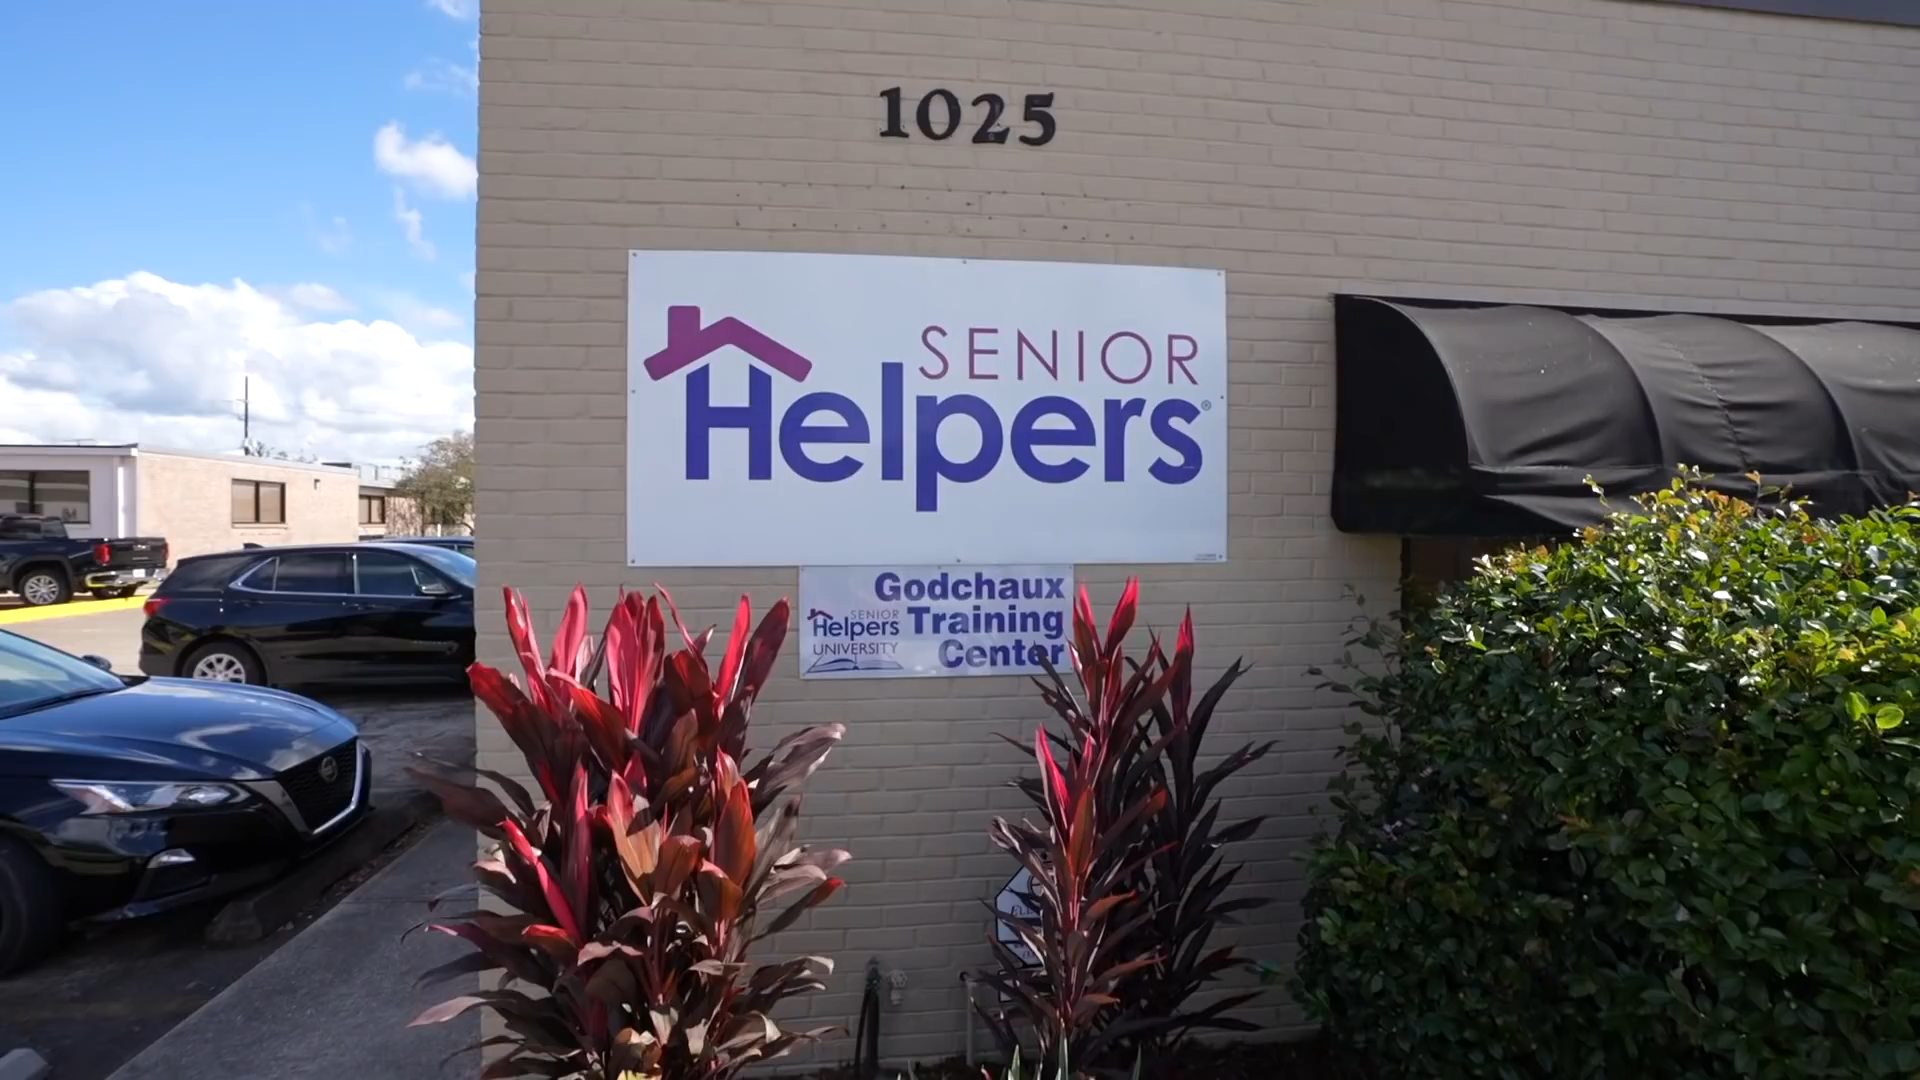 1025
SENIOR
Helpers®
Godchaux
Training
Center
SENIOR
Helpers
UNIVERSITY